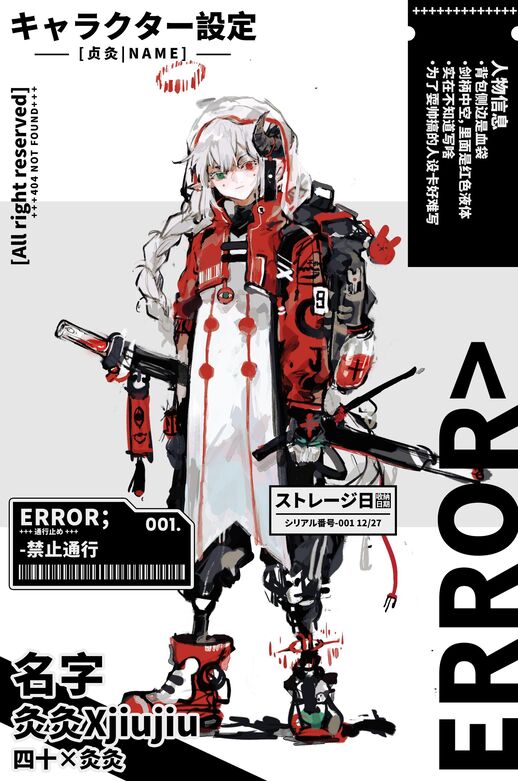 キャラクター設定
[贞灸|NAME]
[All right reserved]
+++404 NOT FOUND+++
++++++++++++++
人物信息
·背包侧边是血袋
·剑柄中空，里面是红色液体
·实在不知道写啥
·为了耍帅搞的人设卡好难写
9
ERROR>
ストレージ日 收纳日期
シリアル番号-001 12/27
ERROR；
001.
+++ 通行止め +++
-禁止通行
名字
灸灸Xjiujiu
四十×灸灸